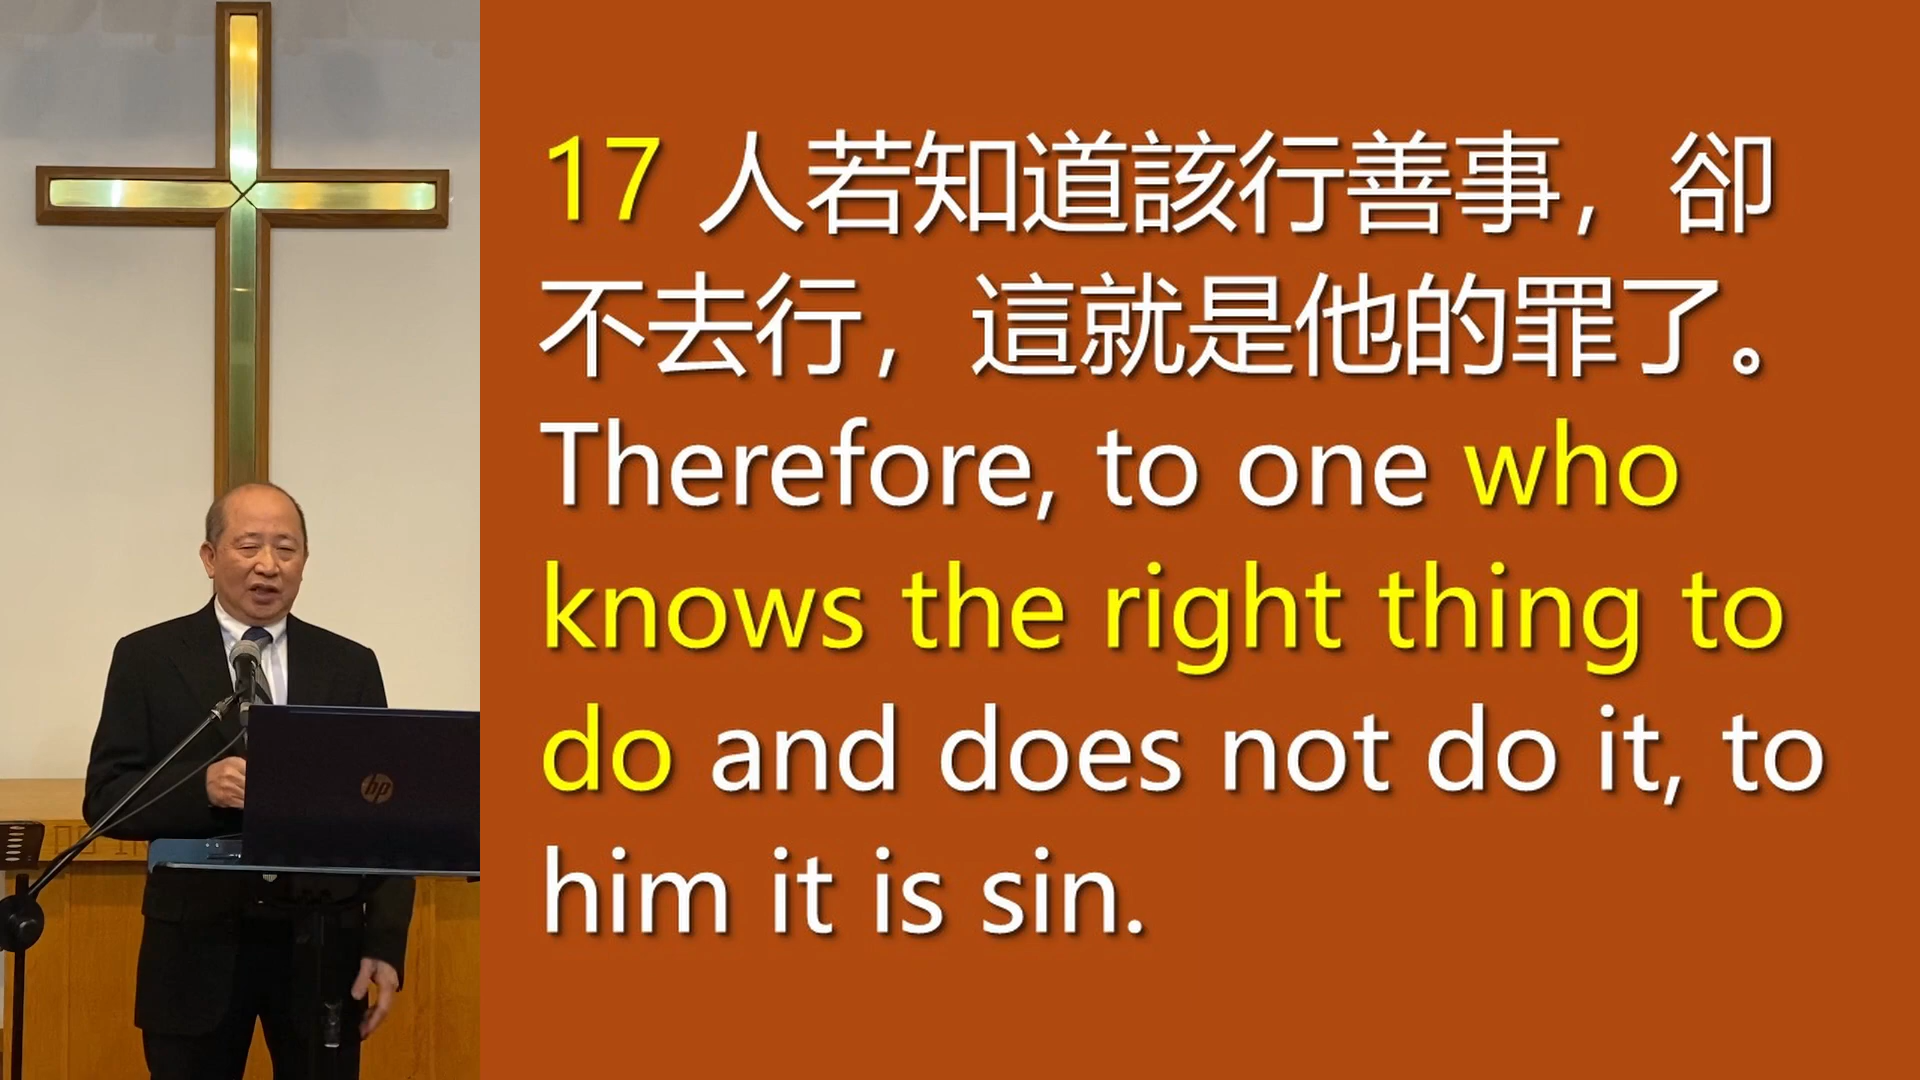 17 人若知道該行善事，卻
不去行，這就是他的罪了。
Therefore, to one who
knows the right thing to
do and does not do it, to
him it is sin.
hp